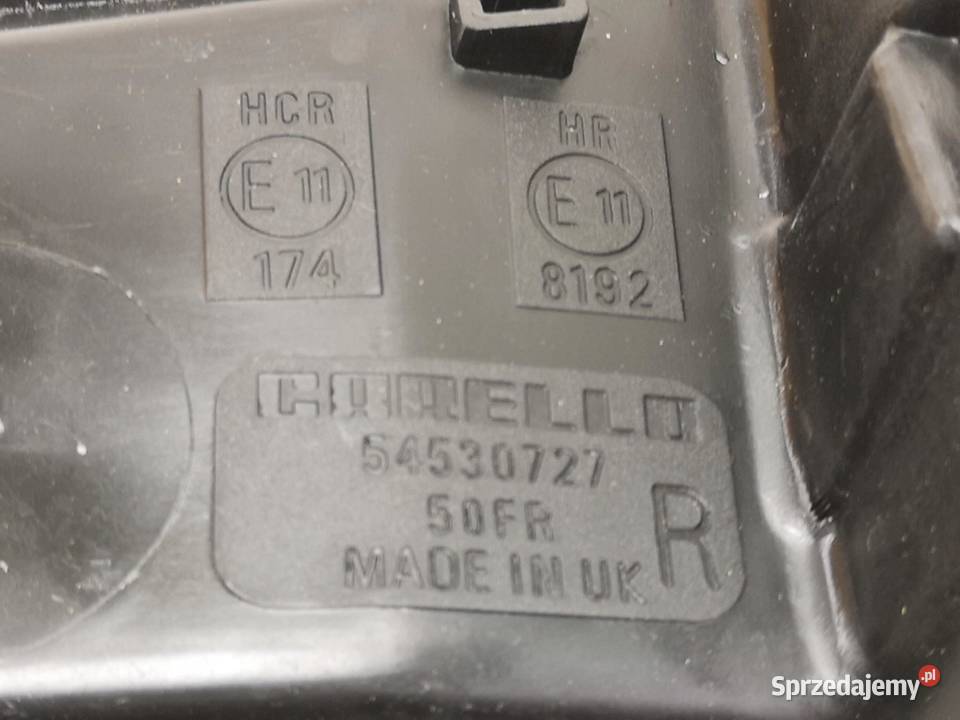 HCR
E 11
174
HR
E 11
8192
CARELLO
54530727
50FR
MADE IN UK
R
Sprzedajemy.pl